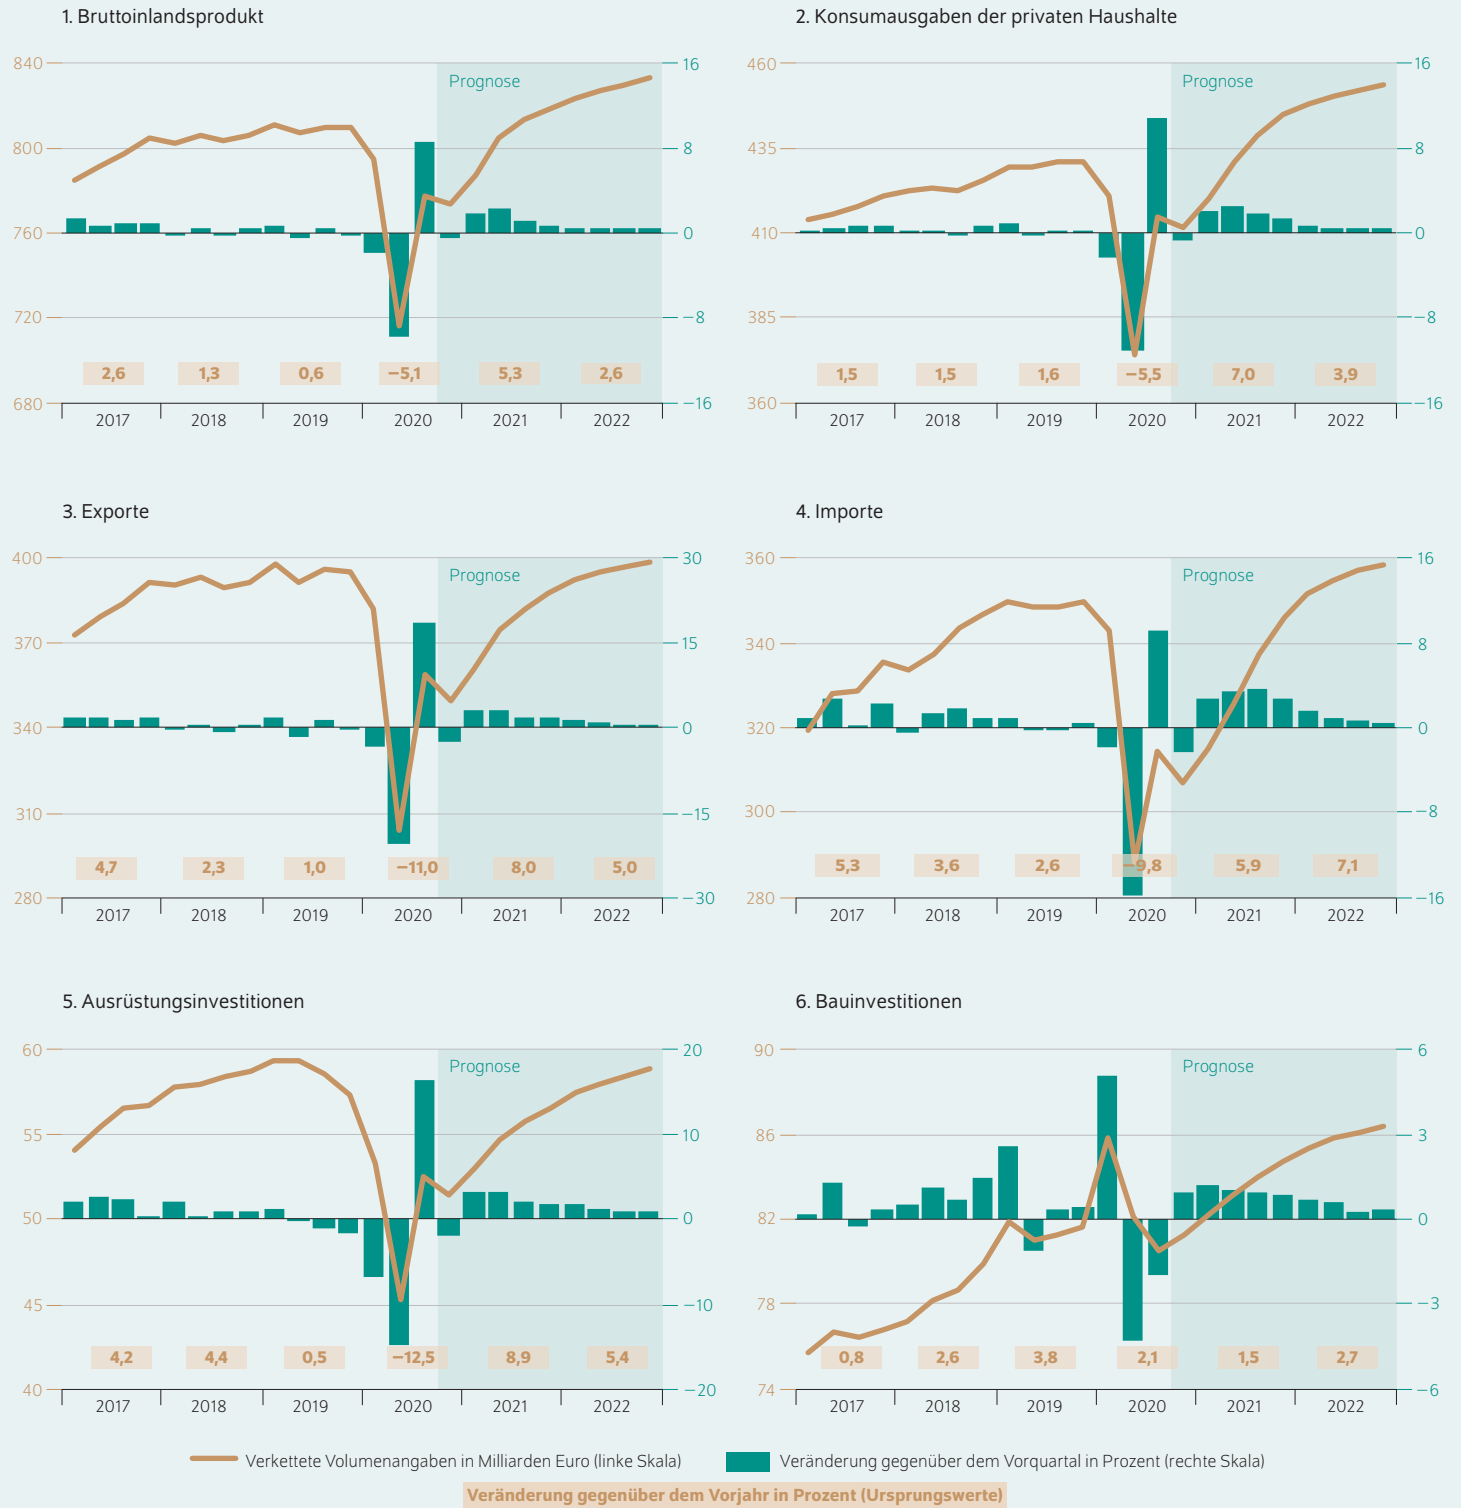 1. Bruttoinlandsprodukt
840
800
760
720
680
16
8
0
−8
−16
Prognose
2,6 1,3 0,6 −5,1 5,3 2,6
2017 2018 2019 2020 2021 2022
2. Konsumausgaben der privaten Haushalte
460
435
410
385
360
16
8
0
−8
−16
Prognose
1,5 1,5 1,6 −5,5 7,0 3,9
2017 2018 2019 2020 2021 2022
3. Exporte
400
370
340
310
280
30
15
0
−15
−30
Prognose
4,7 2,3 1,0 −11,0 8,0 5,0
2017 2018 2019 2020 2021 2022
4. Importe
360
340
320
300
280
16
8
0
−8
−16
Prognose
5,3 3,6 2,6 −9,8 5,9 7,1
2017 2018 2019 2020 2021 2022
5. Ausrüstungsinvestitionen
60
55
50
45
40
20
10
0
−10
−20
Prognose
4,2 4,4 0,5 −12,5 8,9 5,4
2017 2018 2019 2020 2021 2022
6. Bauinvestitionen
90
86
82
78
74
6
3
0
−3
−6
Prognose
0,8 2,6 3,8 2,1 1,5 2,7
2017 2018 2019 2020 2021 2022
Verkettete Volumenangaben in Milliarden Euro (linke Skala)
Veränderung gegenüber dem Vorquartal in Prozent (rechte Skala)
Veränderung gegenüber dem Vorjahr in Prozent (Ursprungswerte)